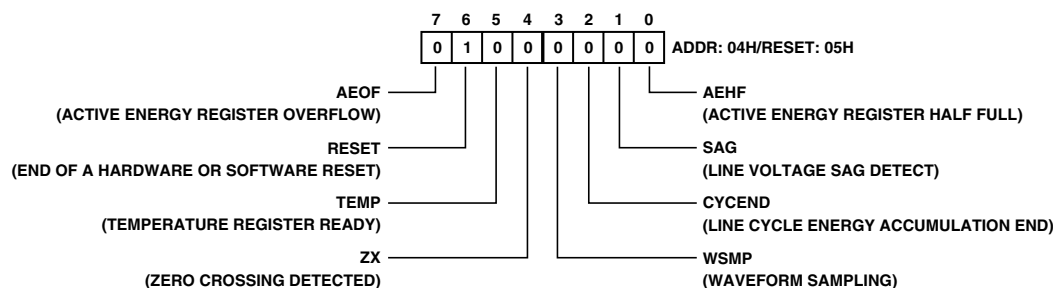 7 6 5 4 3 2 1 0
0 1 0 0 0 0 0 0 ADDR: 04H/RESET: 05H
AEOF
(ACTIVE ENERGY REGISTER OVERFLOW)
RESET
(END OF A HARDWARE OR SOFTWARE RESET)
TEMP
(TEMPERATURE REGISTER READY)
ZX
(ZERO CROSSING DETECTED)
AEHF
(ACTIVE ENERGY REGISTER HALF FULL)
SAG
(LINE VOLTAGE SAG DETECT)
CYCEND
(LINE CYCLE ENERGY ACCUMULATION END)
WSMP
(WAVEFORM SAMPLING)